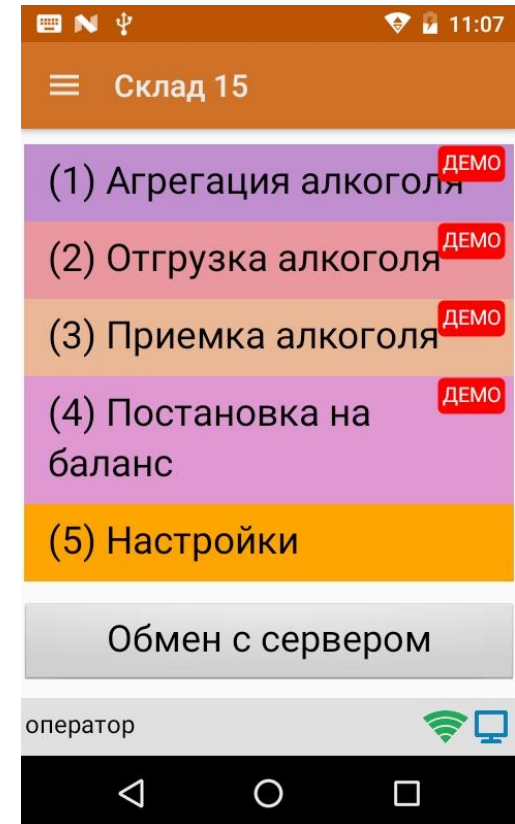 11:07
Склад 15
(1) Агрегация алкоголя
ДЕМО
(2) Отгрузка алкоголя
ДЕМО
(3) Приемка алкоголя
ДЕМО
(4) Постановка на
ДЕМО
баланс
(5) Настройки
Обмен с сервером
оператор